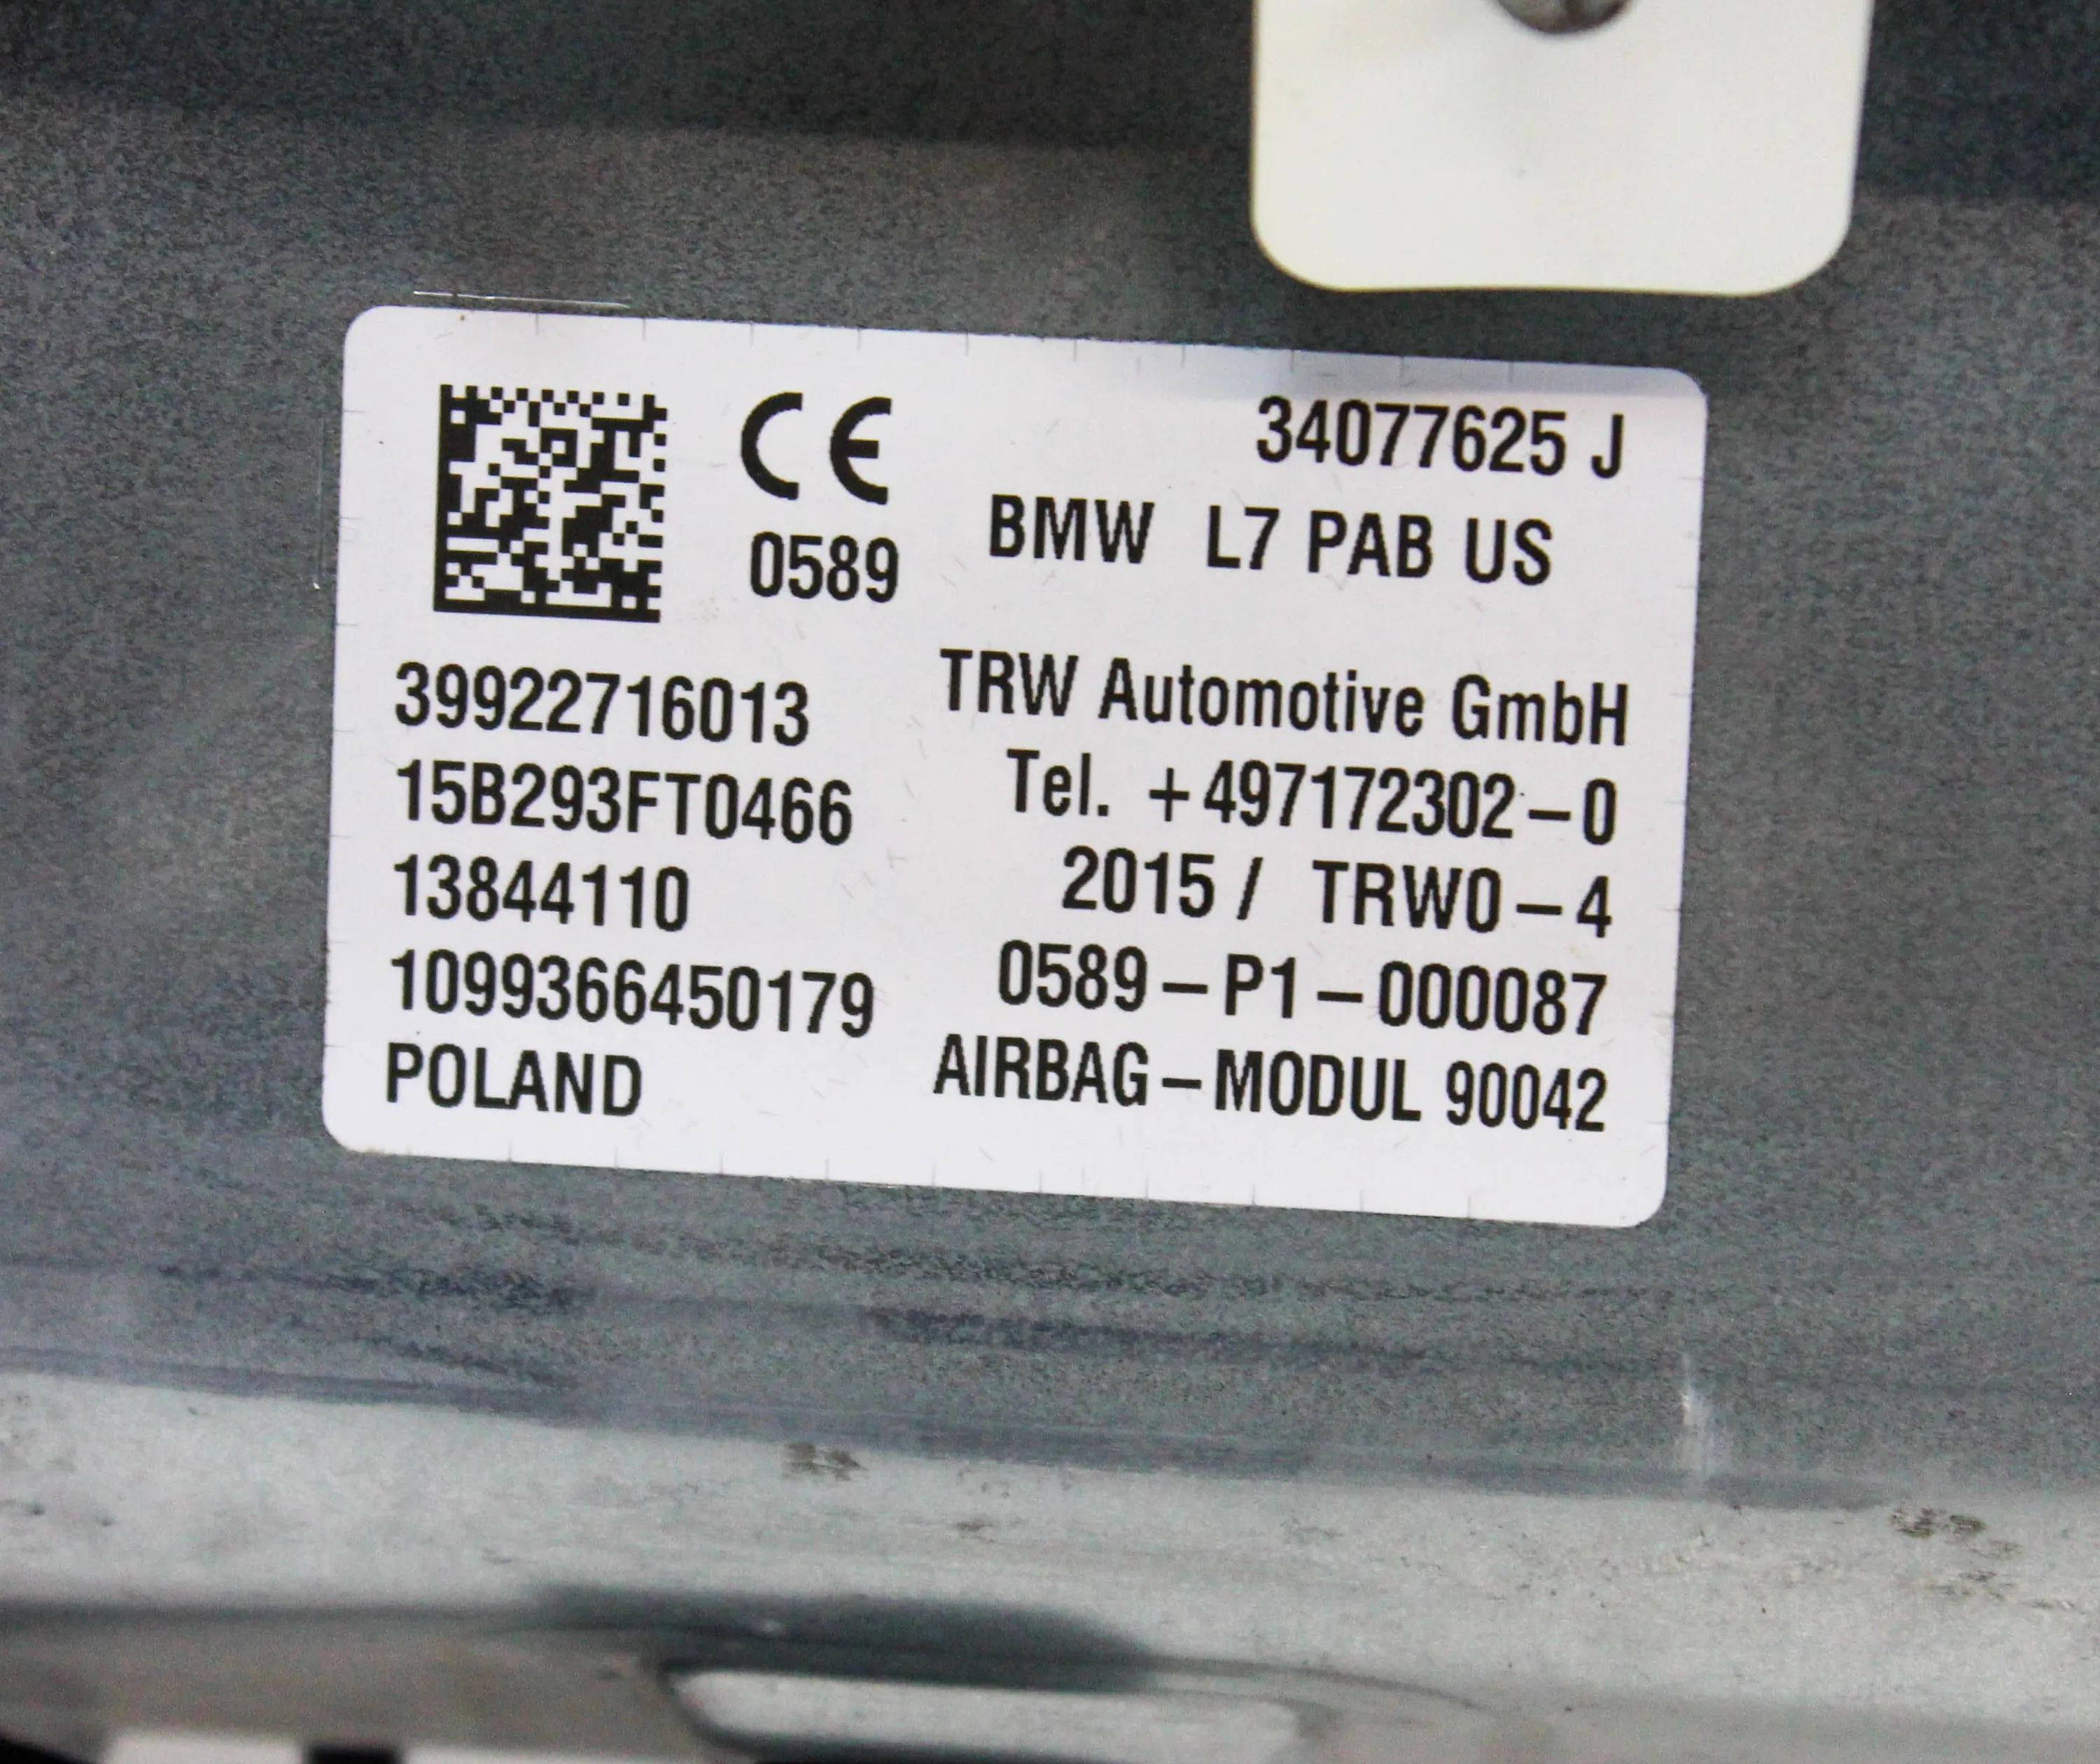 CE 34077625 J
0589 BMW L7 PAB US
39922716013 TRW Automotive GmbH
15B293FT0466 Tel. +497172302-0
13844110 2015 / TRW0-4
1099366450179 0589-P1-000087
POLAND AIRBAG-MODUL 90042